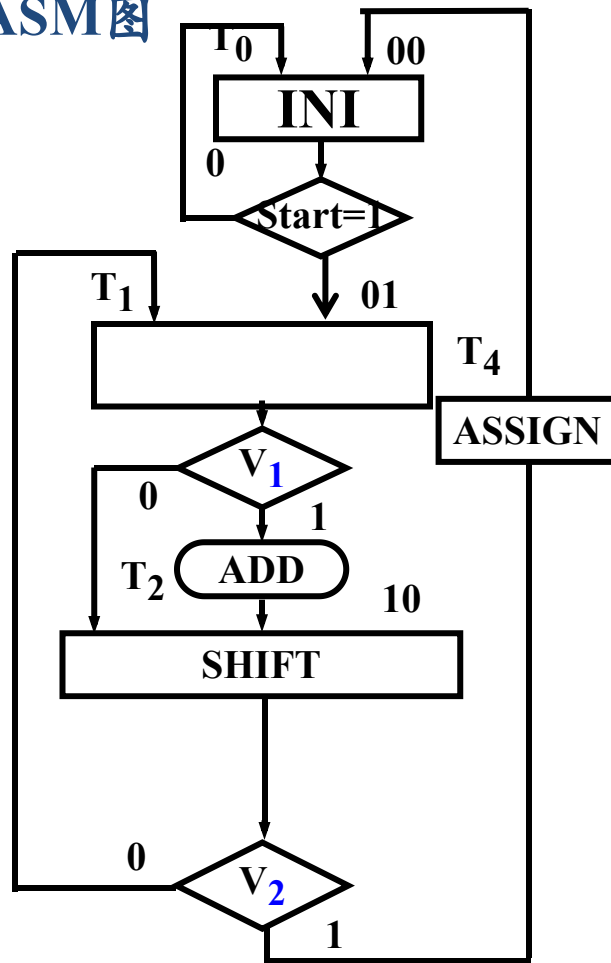 ASM图
T0
00
INI
0
Start=1
T1
01
T4
ASSIGN
V1
0
1
ADD
T2
10
SHIFT
0
V2
1